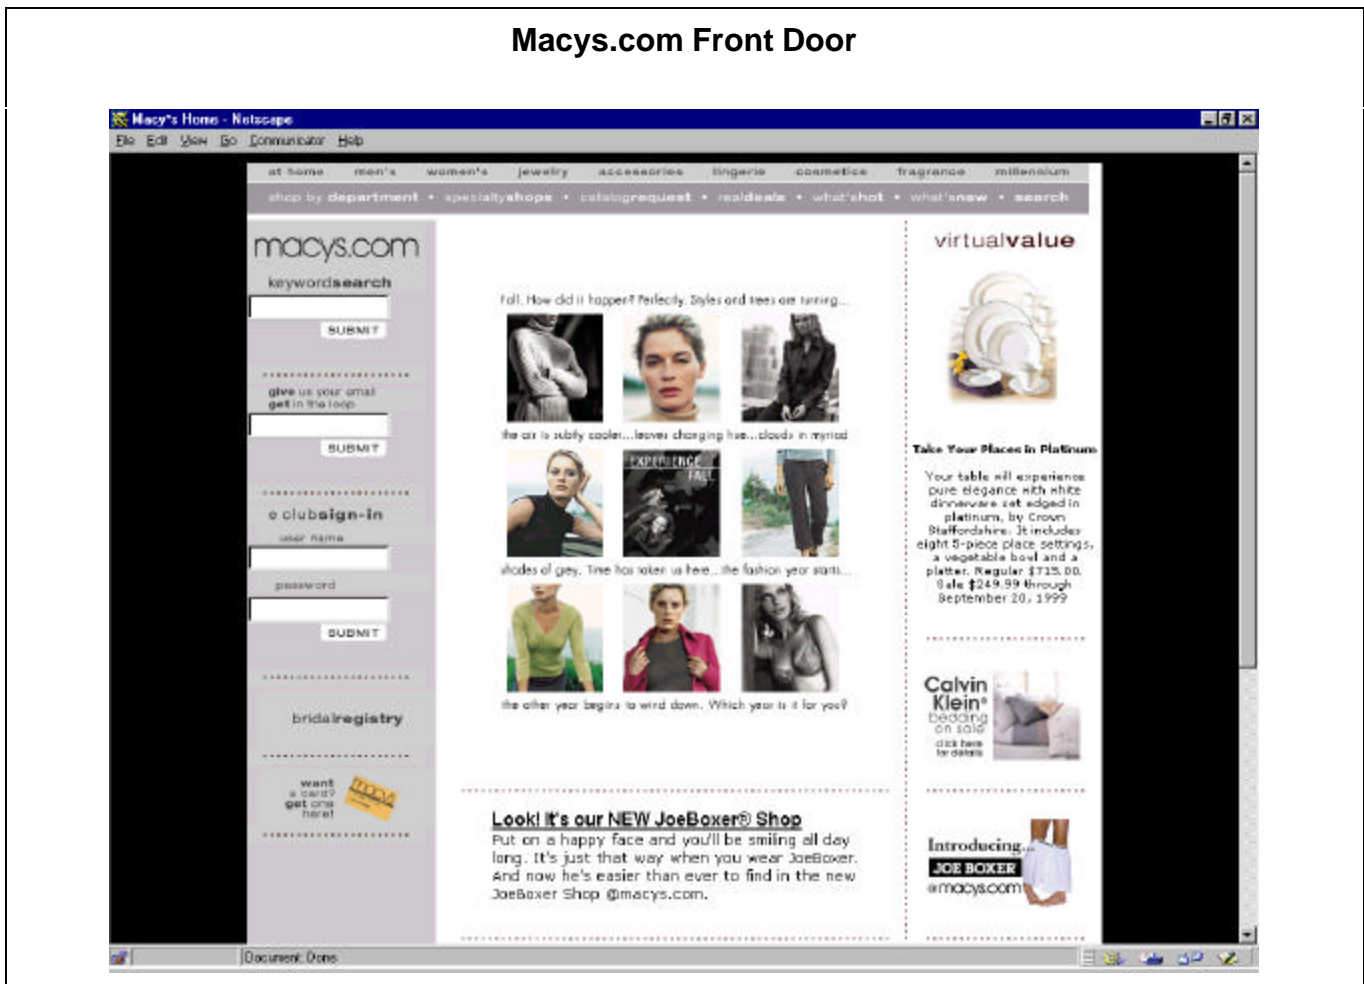 Macys.com Front Door
Macy's Home - Netscape
File Edit View Go Communicator Help
at home men's women's jewelry accessories lingerie cosmetics fragrance millennium
shop by department • specialtyshops • catalogrequest • realdeals • what'shot • what'snew • search
macys.com
keywordsearch
SUBMIT
give us your email
get in the loop
SUBMIT
e clubsign-in
user name
password
SUBMIT
bridalregistry
want
a card?
get one
here!
macys
Fall. How did it happen? Perfectly. Styles and trees are turning...
the air is subtly cooler...leaves changing hue...clouds in myriad
EXPERIENCE
FALL
shades of grey. Time has taken us here...the fashion year starts...
the other year begins to wind down. Which year is it for you?
Look! It's our NEW JoeBoxer® Shop
Put on a happy face and you'll be smiling all day
long. It's just that way when you wear JoeBoxer.
And now he's easier than ever to find in the new
JoeBoxer Shop @macys.com.
virtualvalue
Take Your Places in Platinum
Your table will experience
pure elegance with white
dinnerware set edged in
platinum, by Crown
Staffordshire. It includes
eight 5-piece place settings,
a vegetable bowl and a
platter. Regular $715.00.
Sale $249.99 through
September 20, 1999
Calvin
Klein®
bedding
on sale
click here
for details
Introducing...
JOE BOXER
@macys.com
Document: Done